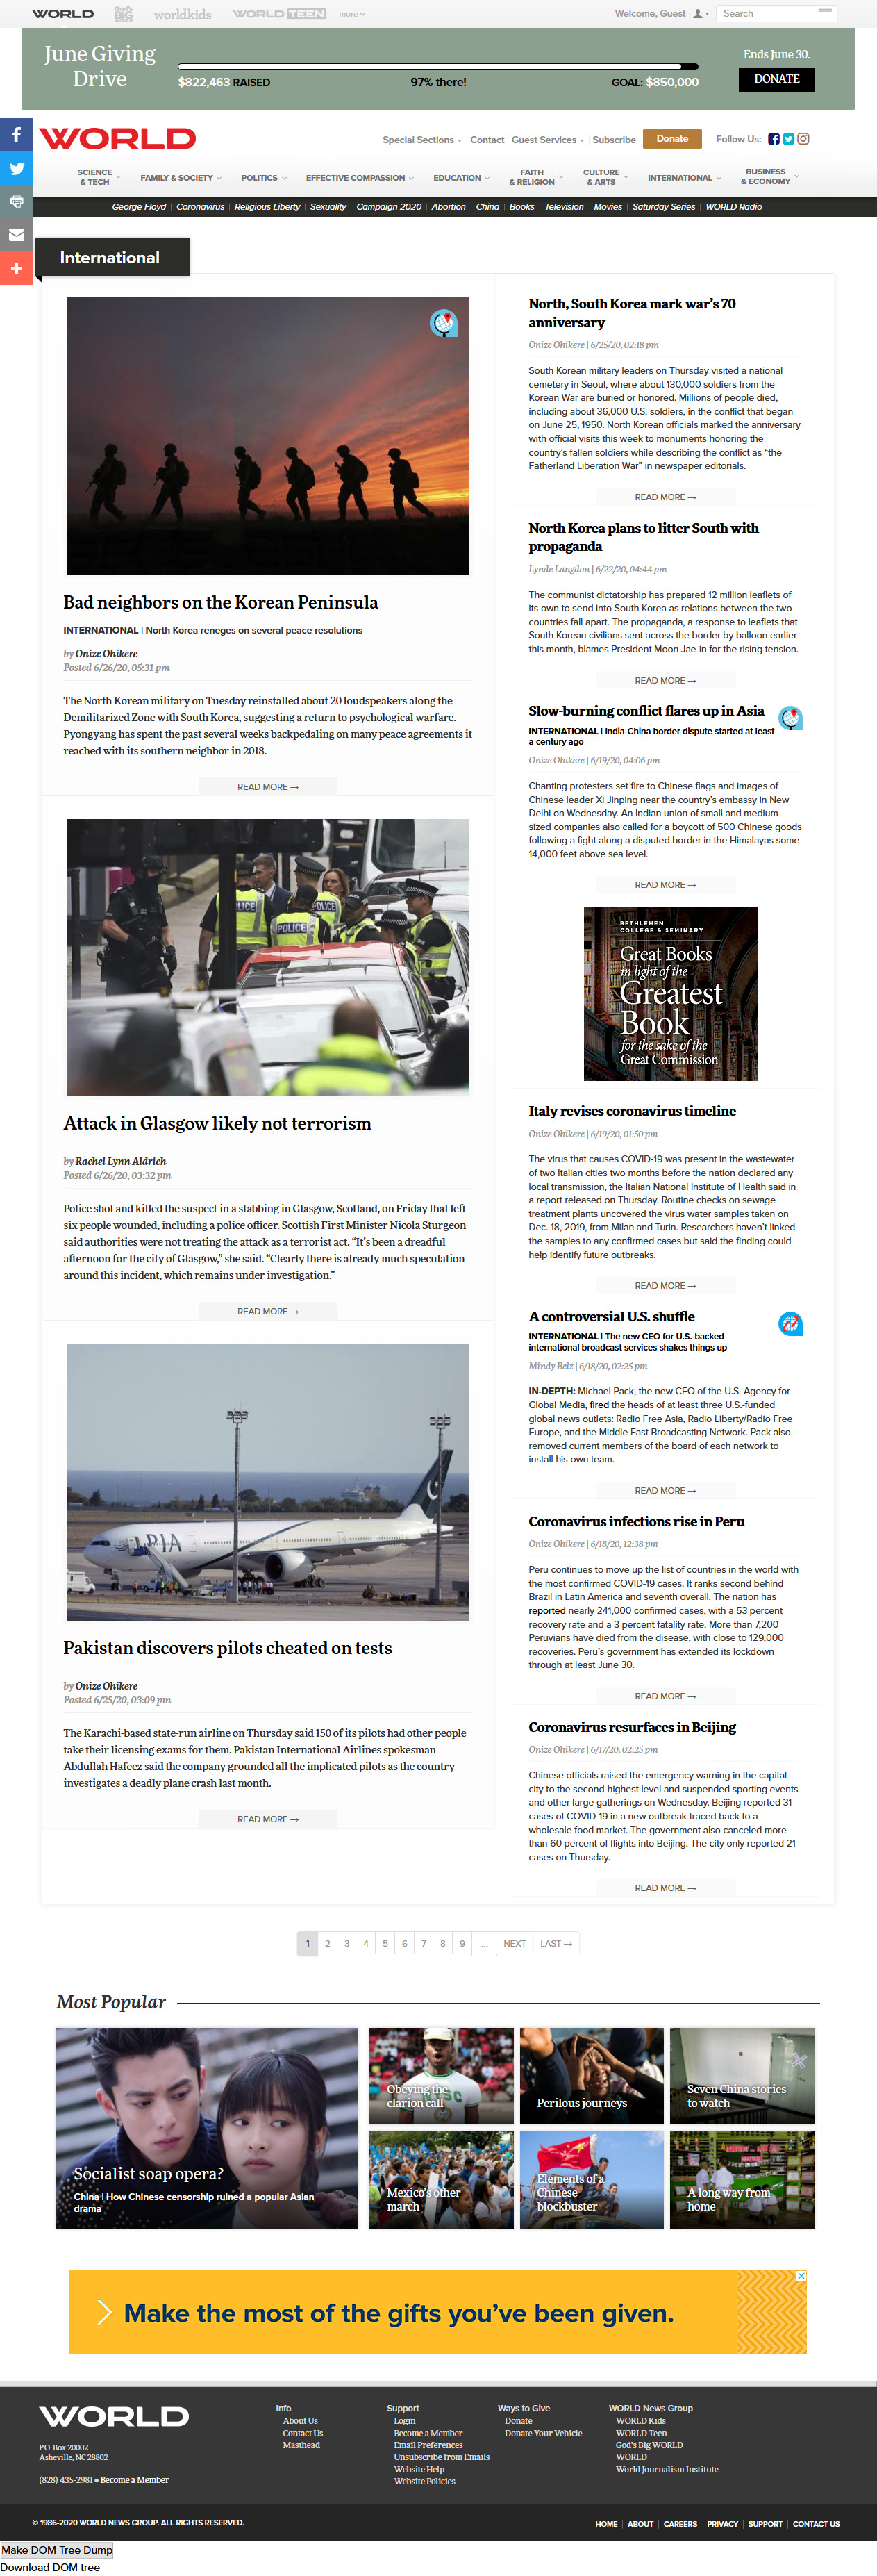 WORLD
GOD'S BIG WORLD
worldkids
WORLD TEEN
more
Welcome, Guest
Search
June Giving
Drive
$822,463 RAISED
97% there!
GOAL: $850,000
Ends June 30.
DONATE
WORLD
Special Sections
Contact
Guest Services
Subscribe
Donate
Follow Us:
SCIENCE
& TECH
FAMILY & SOCIETY
POLITICS
EFFECTIVE COMPASSION
EDUCATION
FAITH
& RELIGION
CULTURE
& ARTS
INTERNATIONAL
BUSINESS
& ECONOMY
George Floyd | Coronavirus | Religious Liberty | Sexuality | Campaign 2020 | Abortion China | Books Television Movies | Saturday Series | WORLD Radio
International
Bad neighbors on the Korean Peninsula
INTERNATIONAL | North Korea reneges on several peace resolutions
by Onize Ohikere
Posted 6/26/20, 05:31 pm
The North Korean military on Tuesday reinstalled about 20 loudspeakers along the
Demilitarized Zone with South Korea, suggesting a return to psychological warfare.
Pyongyang has spent the past several weeks backpedaling on many peace agreements it
reached with its southern neighbor in 2018.
READ MORE →
POLICE
POLICE
POLICE
Attack in Glasgow likely not terrorism
by Rachel Lynn Aldrich
Posted 6/26/20, 03:32 pm
Police shot and killed the suspect in a stabbing in Glasgow, Scotland, on Friday that left
six people wounded, including a police officer. Scottish First Minister Nicola Sturgeon
said authorities were not treating the attack as a terrorist act. “It’s been a dreadful
afternoon for the city of Glasgow,” she said. “Clearly there is already much speculation
around this incident, which remains under investigation.”
READ MORE →
PIA
Pakistan discovers pilots cheated on tests
by Onize Ohikere
Posted 6/25/20, 03:09 pm
The Karachi-based state-run airline on Thursday said 150 of its pilots had other people
take their licensing exams for them. Pakistan International Airlines spokesman
Abdullah Hafeez said the company grounded all the implicated pilots as the country
investigates a deadly plane crash last month.
READ MORE →
North, South Korea mark war’s 70
anniversary
Onize Ohikere | 6/25/20, 02:18 pm
South Korean military leaders on Thursday visited a national
cemetery in Seoul, where about 130,000 soldiers from the
Korean War are buried or honored. Millions of people died,
including about 36,000 U.S. soldiers, in the conflict that began
on June 25, 1950. North Korean officials marked the anniversary
with official visits this week to monuments honoring the
country’s fallen soldiers while describing the conflict as “the
Fatherland Liberation War” in newspaper editorials.
READ MORE →
North Korea plans to litter South with
propaganda
Lynde Langdon | 6/22/20, 04:44 pm
The communist dictatorship has prepared 12 million leaflets of
its own to send into South Korea as relations between the two
countries fall apart. The propaganda, a response to leaflets that
South Korean civilians sent across the border by balloon earlier
this month, blames President Moon Jae-in for the rising tension.
READ MORE →
Slow-burning conflict flares up in Asia
INTERNATIONAL | India-China border dispute started at least
a century ago
Onize Ohikere | 6/19/20, 04:06 pm
Chanting protesters set fire to Chinese flags and images of
Chinese leader Xi Jinping near the country’s embassy in New
Delhi on Wednesday. An Indian union of small and medium-
sized companies also called for a boycott of 500 Chinese goods
following a fight along a disputed border in the Himalayas some
14,000 feet above sea level.
READ MORE →
BETHLEHEM
COLLEGE & SEMINARY
Great Books
in light of the
Greatest
Book
for the sake of the
Great Commission
Italy revises coronavirus timeline
Onize Ohikere | 6/19/20, 01:50 pm
The virus that causes COVID-19 was present in the wastewater
of two Italian cities two months before the nation declared any
local transmission, the Italian National Institute of Health said in
a report released on Thursday. Routine checks on sewage
treatment plants uncovered the virus water samples taken on
Dec. 18, 2019, from Milan and Turin. Researchers haven’t linked
the samples to any confirmed cases but said the finding could
help identify future outbreaks.
READ MORE →
A controversial U.S. shuffle
INTERNATIONAL | The new CEO for U.S.-backed
international broadcast services shakes things up
Mindy Belz | 6/18/20, 02:25 pm
IN-DEPTH: Michael Pack, the new CEO of the U.S. Agency for
Global Media, fired the heads of at least three U.S.-funded
global news outlets: Radio Free Asia, Radio Liberty/Radio Free
Europe, and the Middle East Broadcasting Network. Pack also
removed current members of the board of each network to
install his own team.
READ MORE →
Coronavirus infections rise in Peru
Onize Ohikere | 6/18/20, 12:38 pm
Peru continues to move up the list of countries in the world with
the most confirmed COVID-19 cases. It ranks second behind
Brazil in Latin America and seventh overall. The nation has
reported nearly 241,000 confirmed cases, with a 53 percent
recovery rate and a 3 percent fatality rate. More than 7,200
Peruvians have died from the disease, with close to 129,000
recoveries. Peru’s government has extended its lockdown
through at least June 30.
READ MORE →
Coronavirus resurfaces in Beijing
Onize Ohikere | 6/17/20, 02:25 pm
Chinese officials raised the emergency warning in the capital
city to the second-highest level and suspended sporting events
and other large gatherings on Wednesday. Beijing reported 31
cases of COVID-19 in a new outbreak traced back to a
wholesale food market. The government also canceled more
than 60 percent of flights into Beijing. The city only reported 21
cases on Thursday.
READ MORE →
1 2 3 4 5 6 7 8 9 ... NEXT LAST →
Most Popular
Socialist soap opera?
China | How Chinese censorship ruined a popular Asian
drama
Obeying the
clarion call
Perilous journeys
Seven China stories
to watch
Mexico's other
march
Elements of a
Chinese
blockbuster
A long way from
home
Make the most of the gifts you’ve been given.
WORLD
P.O. Box 20002
Asheville, NC 28802
(828) 435-2981 • Become a Member
Info
About Us
Contact Us
Masthead
Support
Login
Become a Member
Email Preferences
Unsubscribe from Emails
Website Help
Website Policies
Ways to Give
Donate
Donate Your Vehicle
WORLD News Group
WORLD Kids
WORLD Teen
God's Big WORLD
WORLD
World Journalism Institute
© 1986-2020 WORLD NEWS GROUP. ALL RIGHTS RESERVED.
HOME | ABOUT | CAREERS PRIVACY | SUPPORT | CONTACT US
Make DOM Tree Dump
Download DOM tree